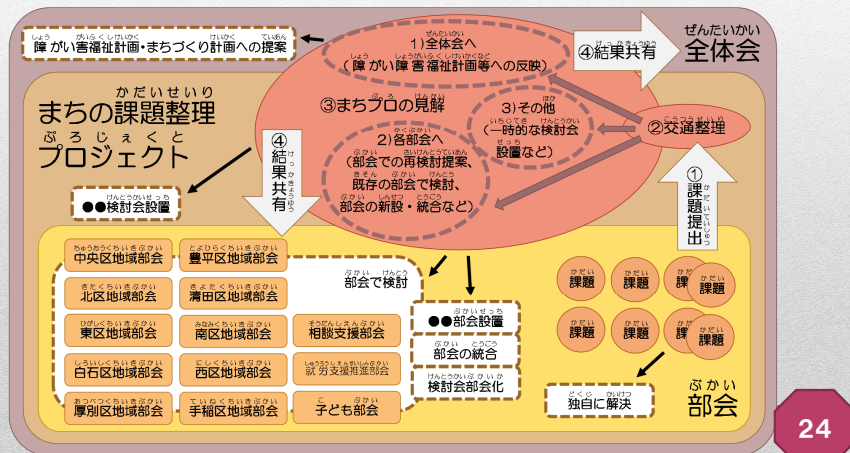 障がい害福祉計画・まちづくり計画への提案
1)全体会へ
(障がい障害福祉計画等への反映)
④結果共有
全体会
まちの課題整理
プロジェクト
③まちプロの見解
2)各部会へ
(部会での再検討提案、
既存の部会で検討、
部会の新設・統合など)
3)その他
(一時的な検討会
設置など)
②交通整理
①課題提出
④結果共有
●●検討会設置
中央区地域部会
豊平区地域部会
北区地域部会
清田区地域部会
東区地域部会
南区地域部会
相談支援部会
白石区地域部会
西区地域部会
就労支援推進部会
厚別区地域部会
手稲区地域部会
子ども部会
部会で検討
●●部会設置
部会の統合
検討会部会化
課題
課題
課題
課題
課題
課題
課題
課題
独自に解決
部会
24